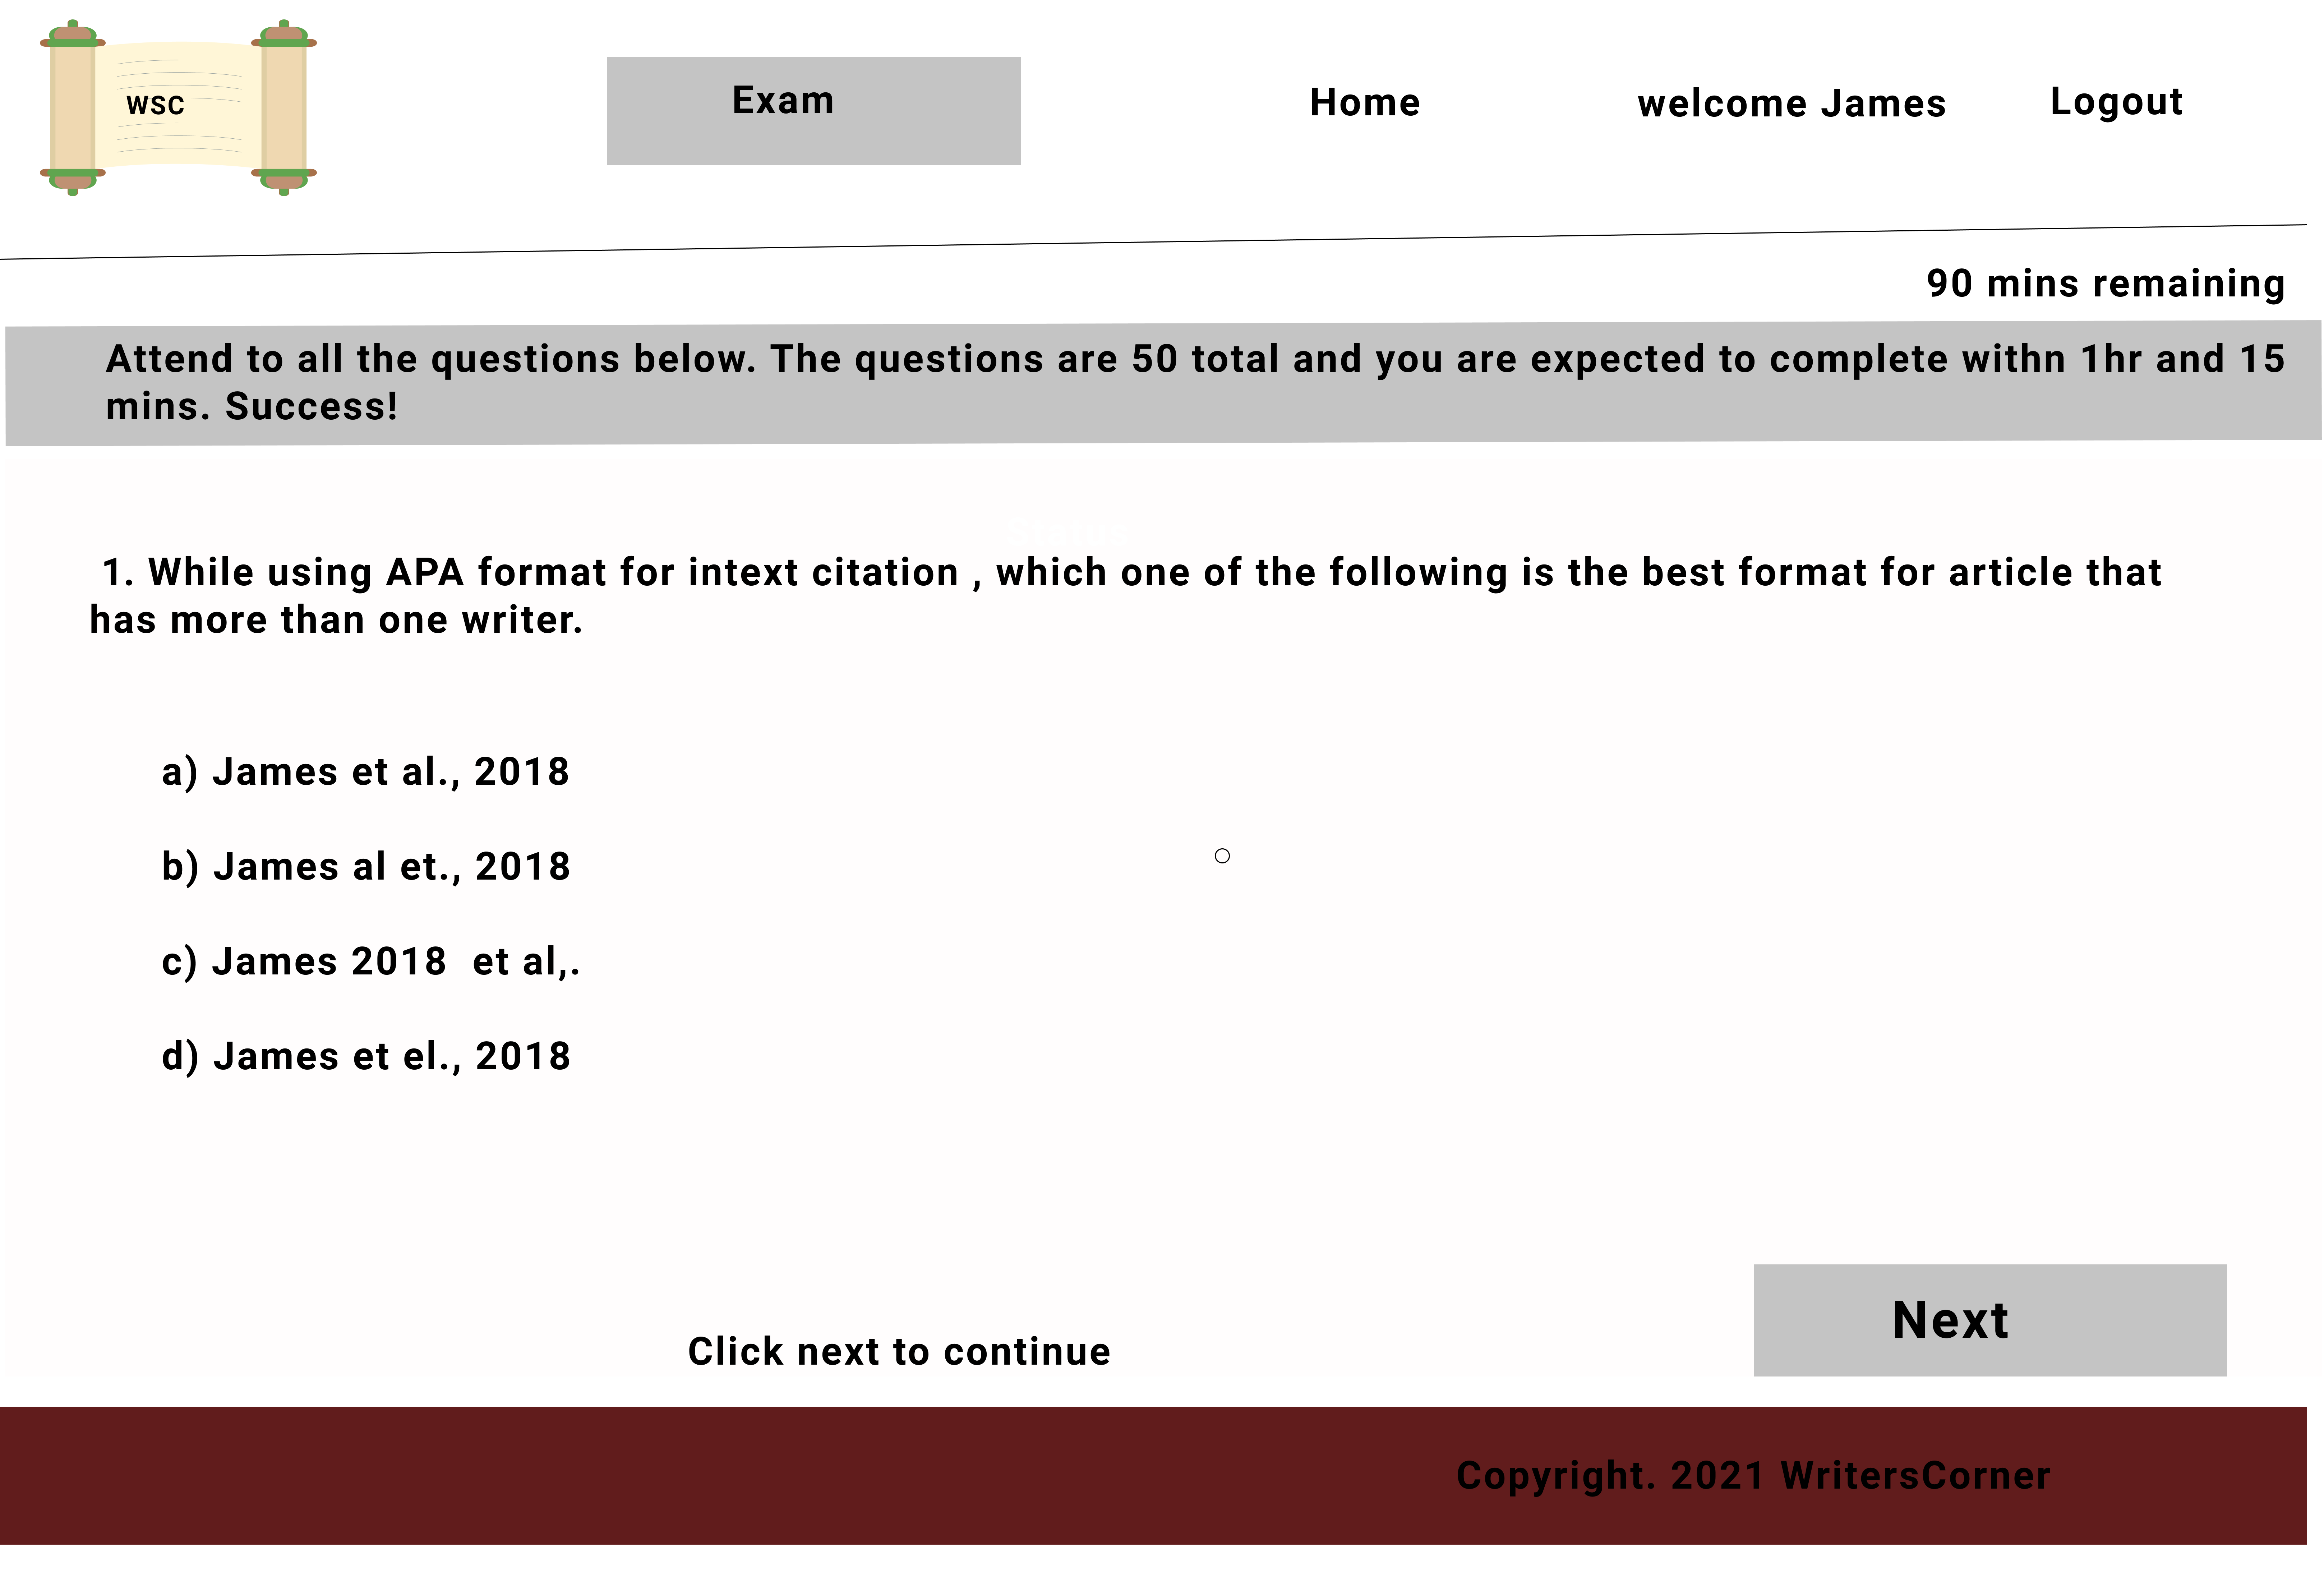 WSC
Exam
Home
welcome James
Logout
90 mins remaining
Attend to all the questions below. The questions are 50 total and you are expected to complete withn 1hr and 15
mins. Success!
1. While using APA format for intext citation , which one of the following is the best format for article that
has more than one writer.
a) James et al., 2018
b) James al et., 2018
c) James 2018  et al,.
d) James et el., 2018
Next
Click next to continue
Copyright. 2021 WritersCorner